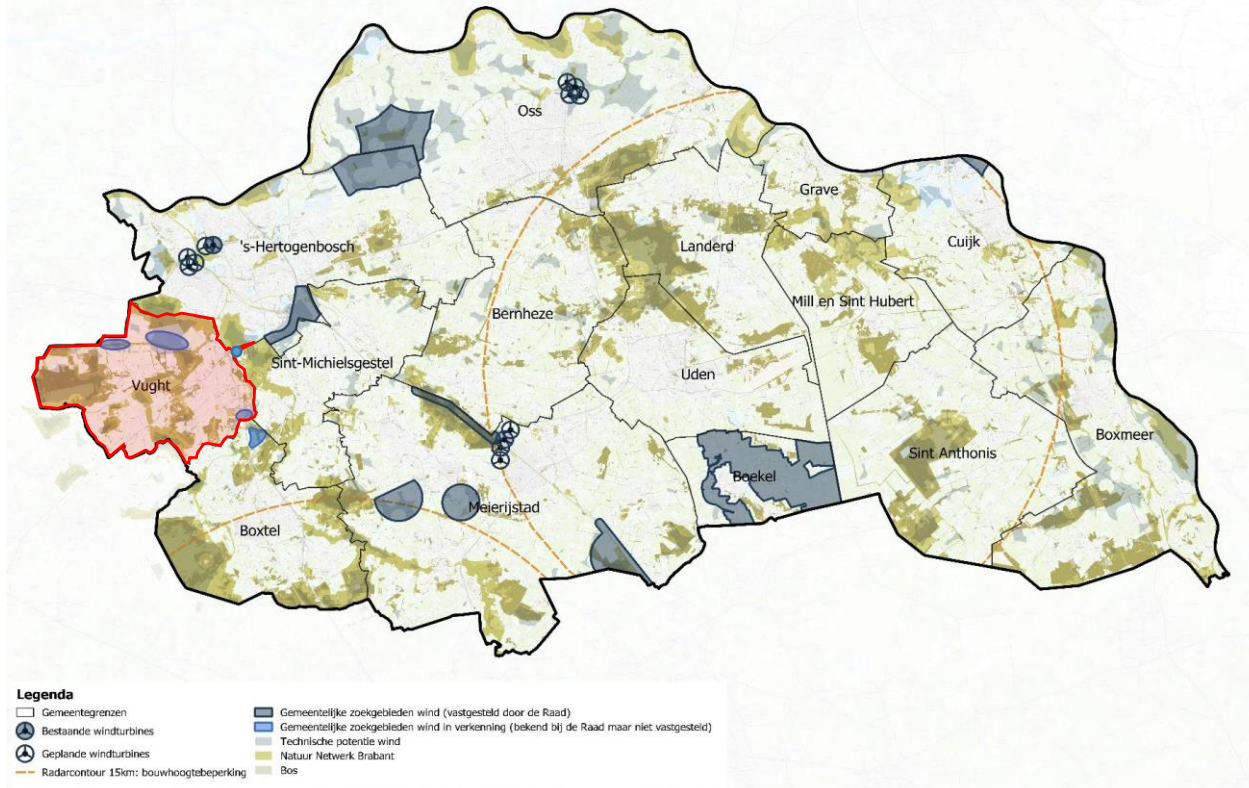 Oss
Grave
's-Hertogenbosch
Landerd
Cuijk
Mill en Sint Hubert
Bernheze
Sint-Michielsgestel
Uden
Vught
Boxmeer
Sint Anthonis
Boekel
Meierijstad
Boxtel
Legenda
Gemeentegrenzen
Bestaande windturbines
Geplande windturbines
Radarcontour 15km: bouwhoogtebeperking
Gemeentelijke zoekgebieden wind (vastgesteld door de Raad)
Gemeentelijke zoekgebieden wind in verkenning (bekend bij de Raad maar niet vastgesteld)
Technische potentie wind
Natuur Netwerk Brabant
Bos